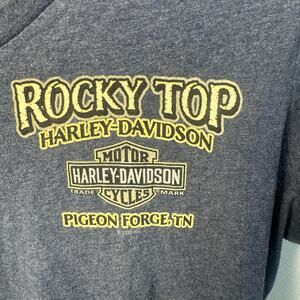 ROCKY TOP
HARLEY-DAVIDSON
MOTOR
HARLEY-DAVIDSON
TRADE MARK
CYCLES
PIGEON FORGE, TN